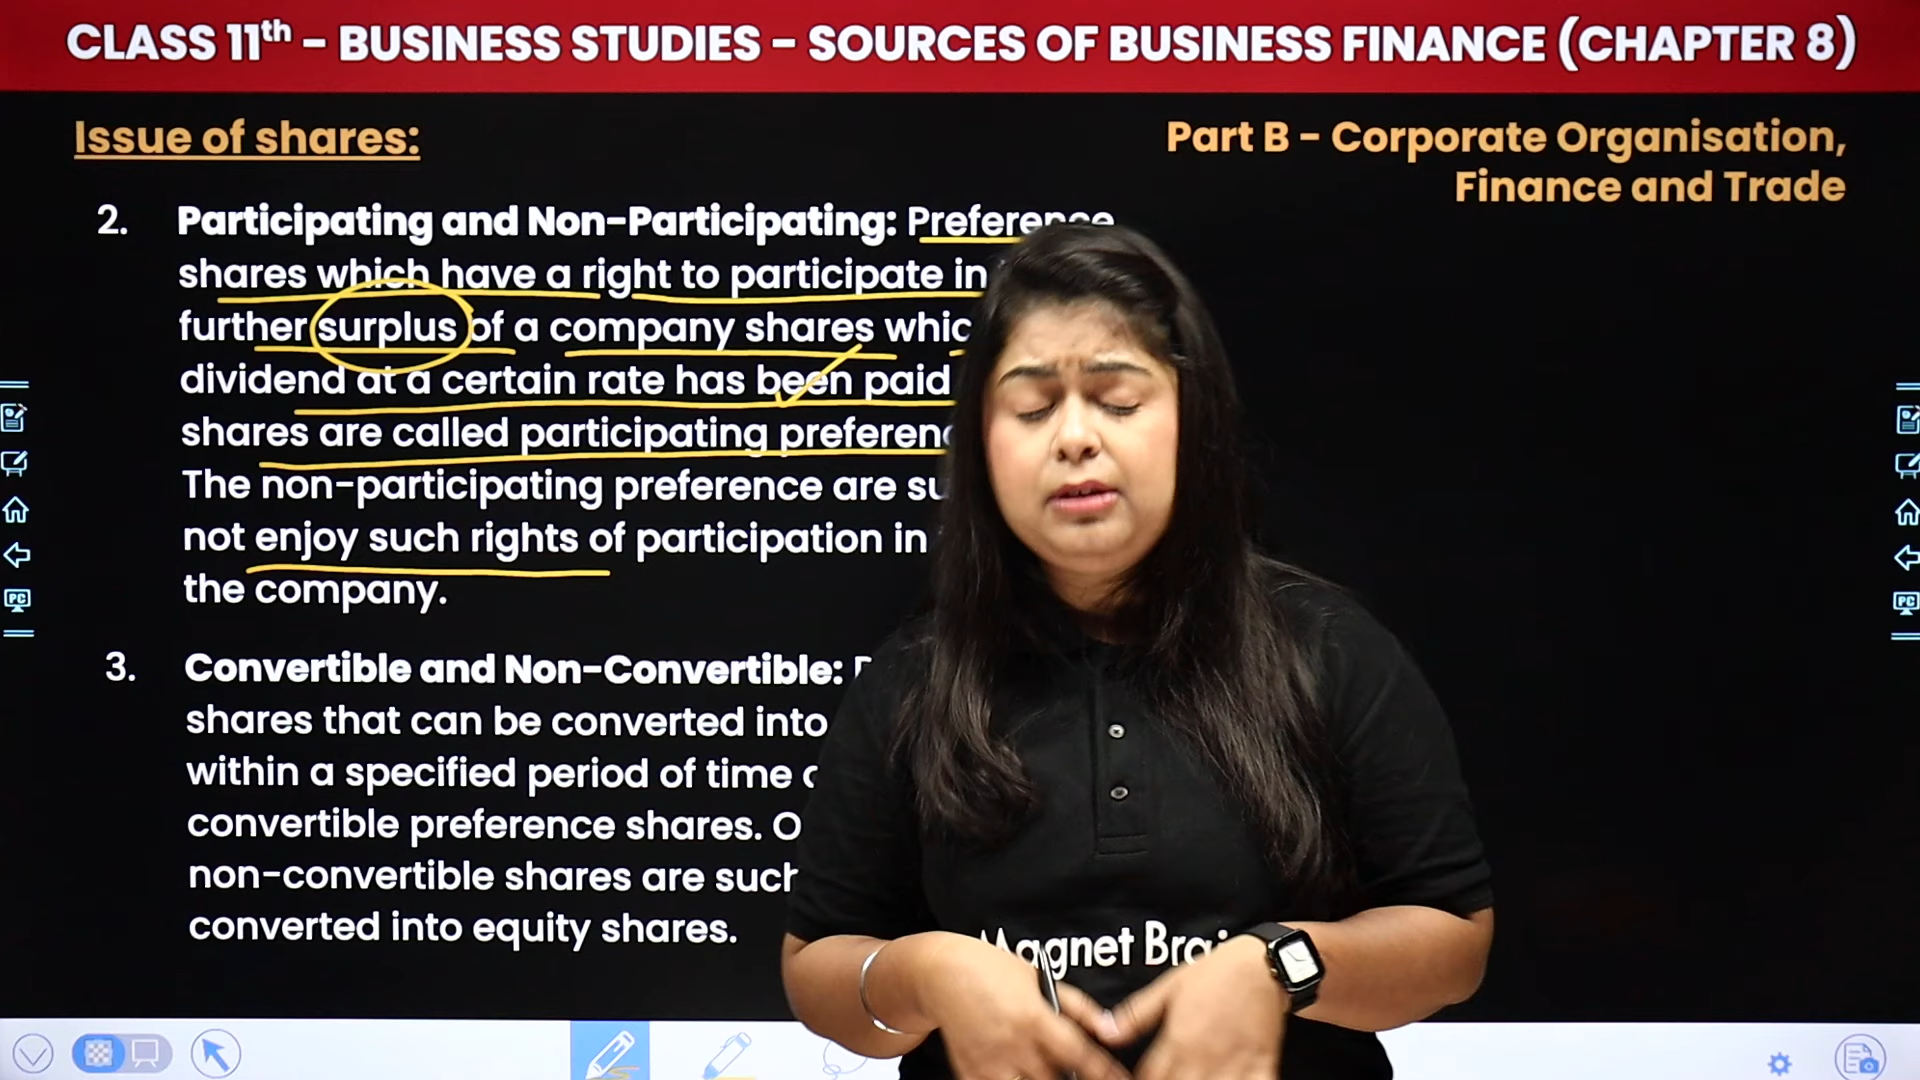 CLASS 11th - BUSINESS STUDIES - SOURCES OF BUSINESS FINANCE (CHAPTER 8)
Issue of shares:
Part B - Corporate Organisation,
Finance and Trade
2. Participating and Non-Participating: Preference
shares which have a right to participate in
further surplus of a company shares
dividend at a certain rate has been paid
shares are called participating
The non-participating preference are
not enjoy such rights of participation in
the company.
3. Convertible and Non-Convertible:
shares that can be converted into
within a specified period of time
convertible preference shares.
non-convertible shares are
converted into equity shares.
Magnet
PC
PC